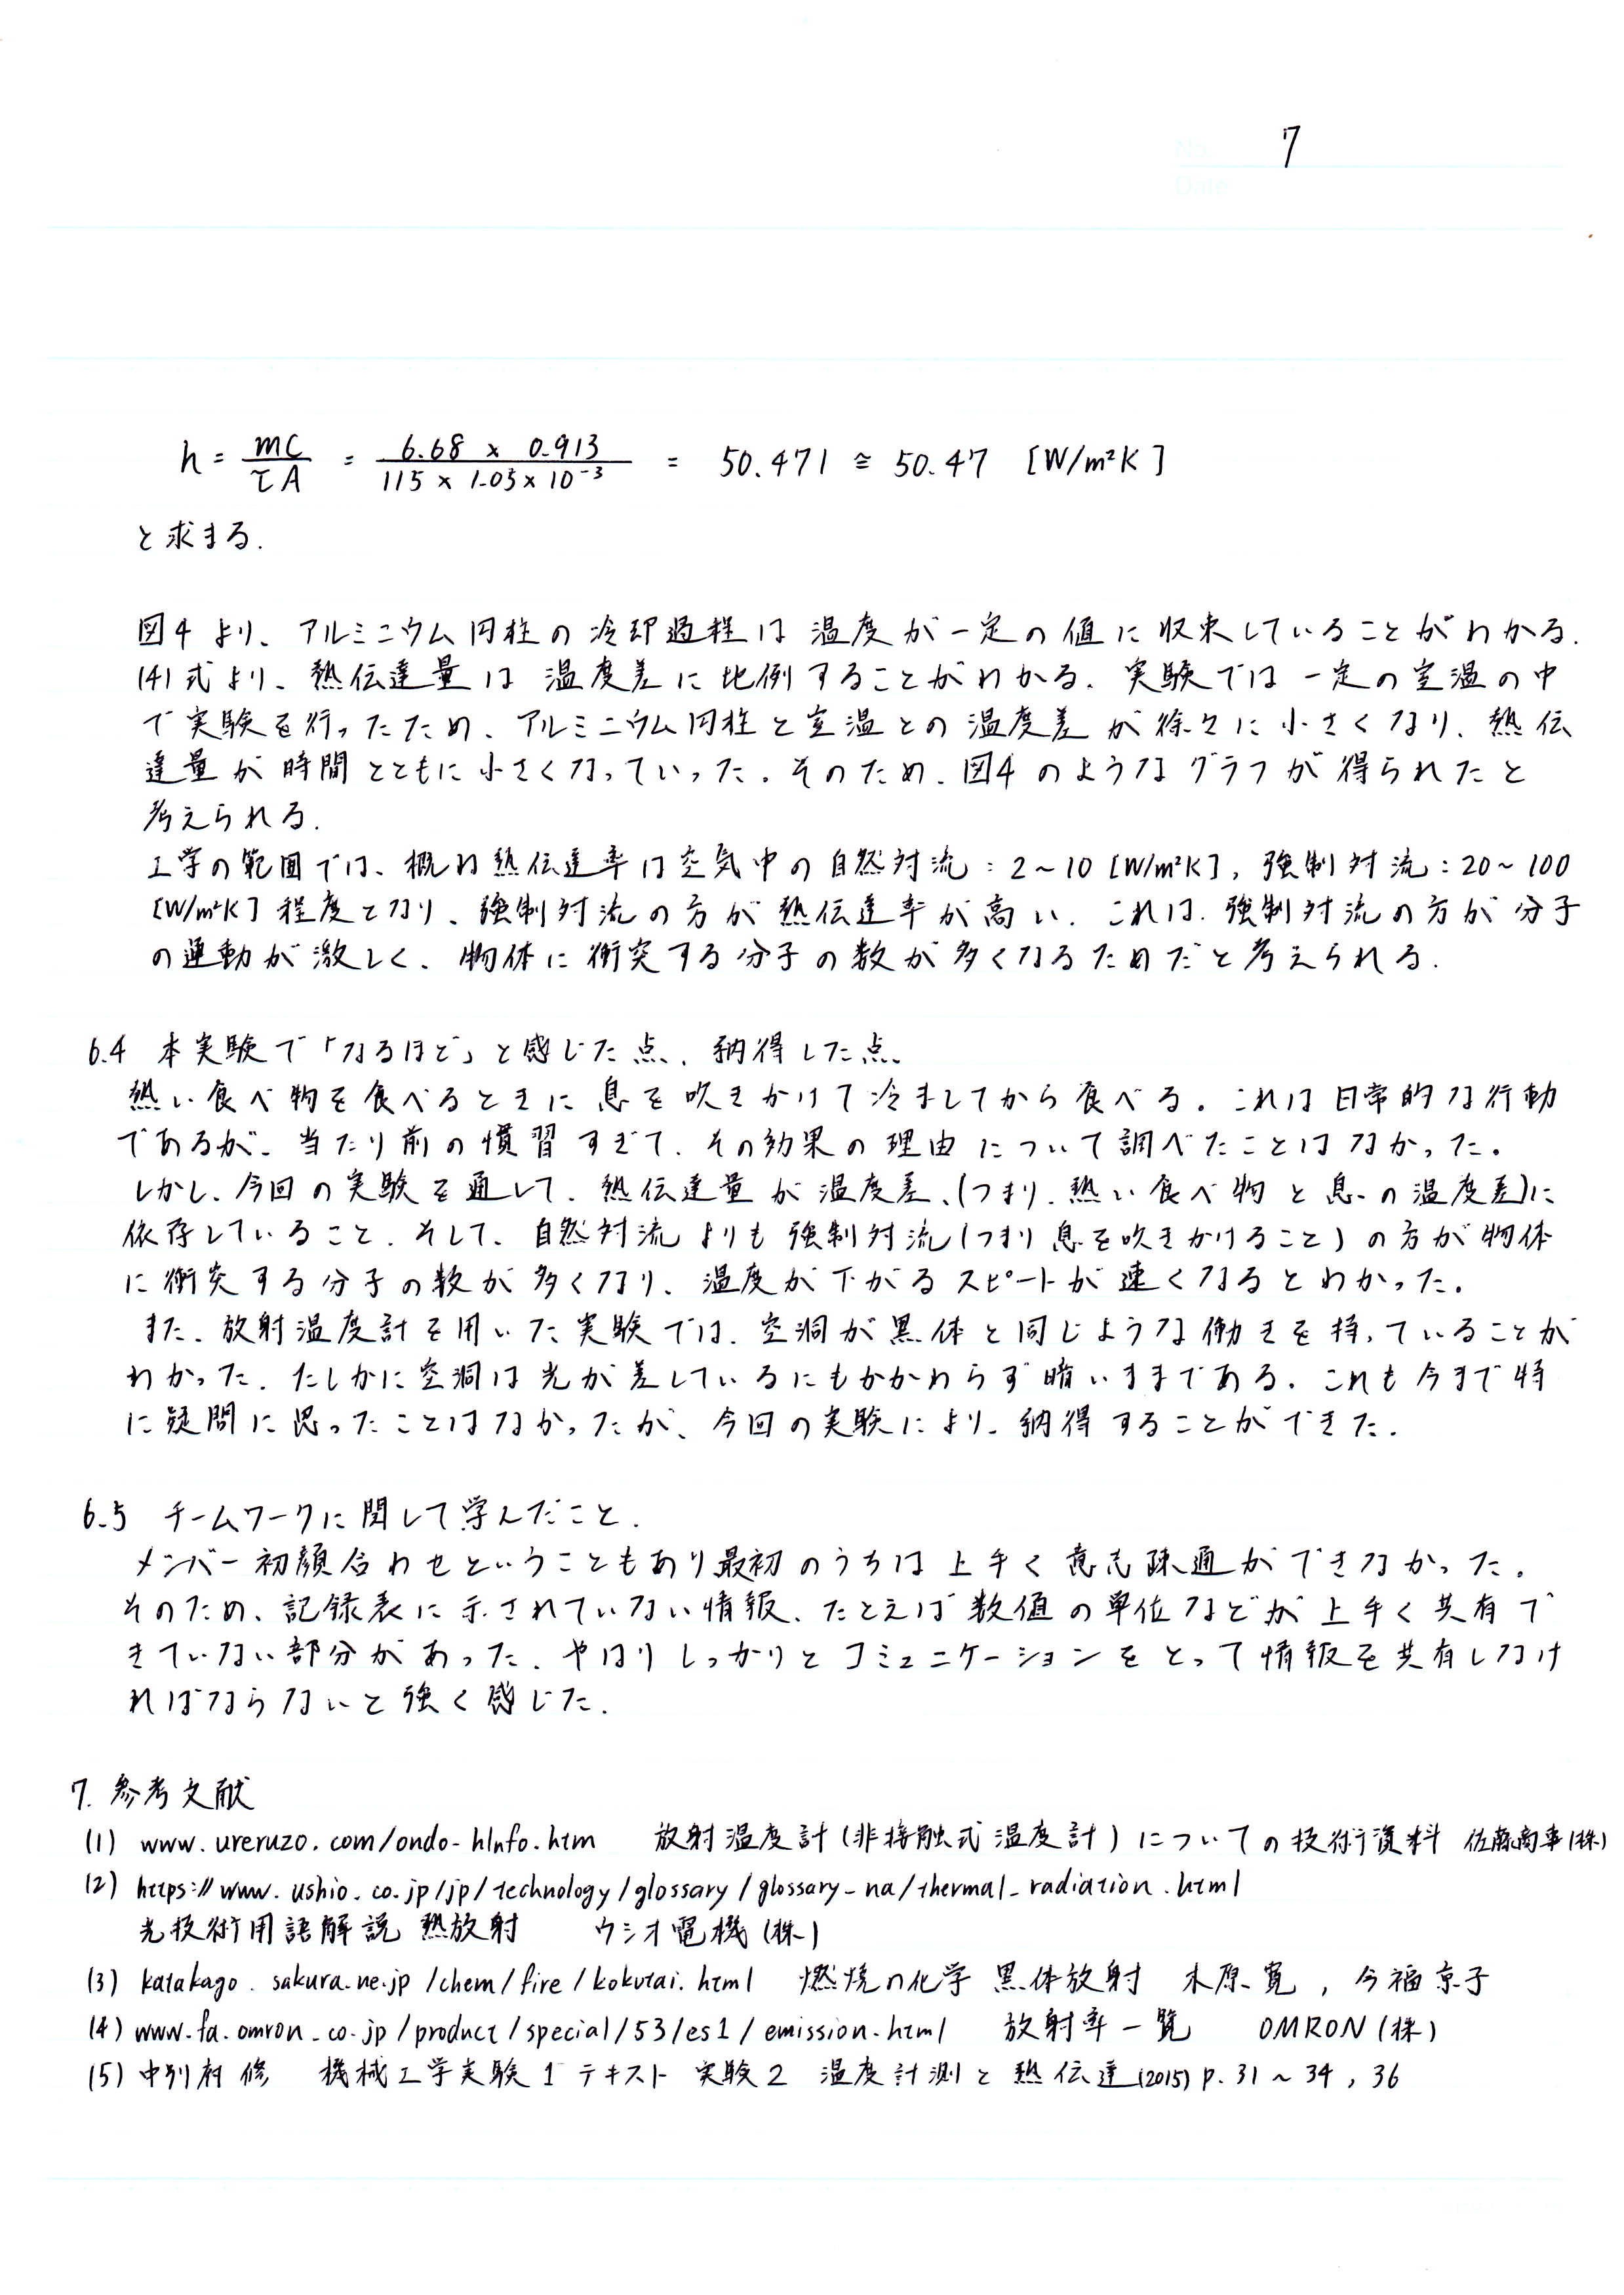 No. 7
Date
h = mC/τA = 6.68 × 0.913 / 115 × 1.05 × 10⁻³ = 50.471 ≅ 50.47 [W/m²K]
と求まる.
図4より、アルミニウム円柱の冷却過程は温度が一定の値に収束していることがわかる.
(4)式より、熱伝達量は温度差に比例することがわかる. 実験では一定の室温の中
で実験を行ったため、アルミニウム円柱と室温との温度差が徐々に小さくなり、熱伝
達量が時間とともに小さくなっていった. そのため、図4のようなグラフが得られたと
考えられる.
工学の範囲では、概ね熱伝達率は空気中の自然対流:2~10 [W/m²K], 強制対流:20~100
[W/m²K] 程度となり、強制対流の方が熱伝達率が高い. これは、強制対流の方が分子
の運動が激しく、物体に衝突する分子の数が多くなるためだと考えられる.
6.4 本実験で「なるほど」と感じた点、納得した点、
熱い食べ物を食べるときに息を吹きかけて冷ましてから食べる. これは日常的な行動
であるが、当たり前の慣習すぎて、その効果の理由について調べたことはなかった.
しかし、今回の実験を通して、熱伝達量が温度差、(つまり、熱い食べ物と息の温度差)に
依存していること、そして、自然対流よりも強制対流(つまり息を吹きかけること)の方が物体
に衝突する分子の数が多くなり、温度が下がるスピードが速くなるとわかった.
また、放射温度計を用いた実験では、空洞が黒体と同じような働きを持っていることが
わかった. たしかに空洞は光が差しているにもかかわらず暗いままである. これも今まで特
に疑問に思ったことはなかったが、今回の実験により、納得することができた.
6.5 チームワークに関して学んだこと.
メンバー初顔合わせということもあり最初のうちは上手く意志疎通ができなかった.
そのため、記録表に示されていない情報、たとえば数値の単位などが上手く共有で
きていない部分があった. やはりしっかりとコミュニケーションをとって情報を共有しなけ
ればならないと強く感じた.
7. 参考文献
(1) www.ureruzo.com/ondo-hInfo.htm 放射温度計(非接触式温度計)についての技術資料 佐藤商事(株)
(2) https://www.ushio.co.jp/jp/technology/glossary/glossary_na/thermal_radiation.html
光技術用語解説 熱放射 ウシオ電機(株)
(3) katakago.sakura.ne.jp/chem/fire/kokutai.html 燃焼の化学 黒体放射 木原寛, 今福京子
(4) www.fa.omron.co.jp/product/special/53/es1/emission.html 放射率一覧 OMRON(株)
(5) 中別府 修 機械工学実験1テキスト 実験2 温度計測と熱伝達(2015) p.31~34, 36